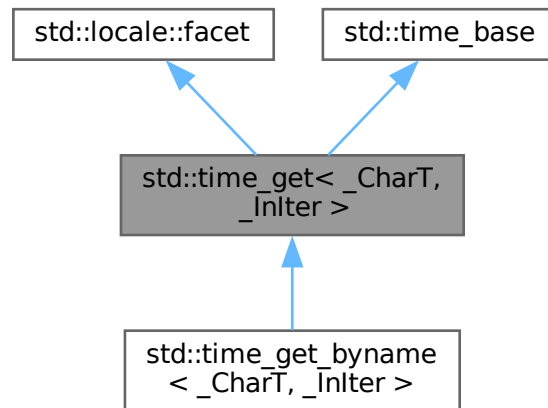 std::locale::facet
std::time_base
std::time_get< _CharT,
_InIter >
std::time_get_byname
< _CharT, _InIter >